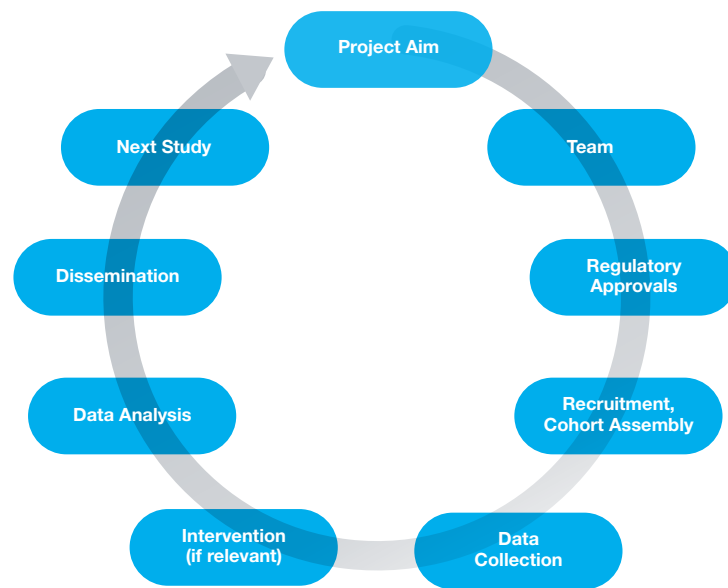 Project Aim
Team
Regulatory
Approvals
Recruitment,
Cohort Assembly
Data
Collection
Intervention
(if relevant)
Data Analysis
Dissemination
Next Study